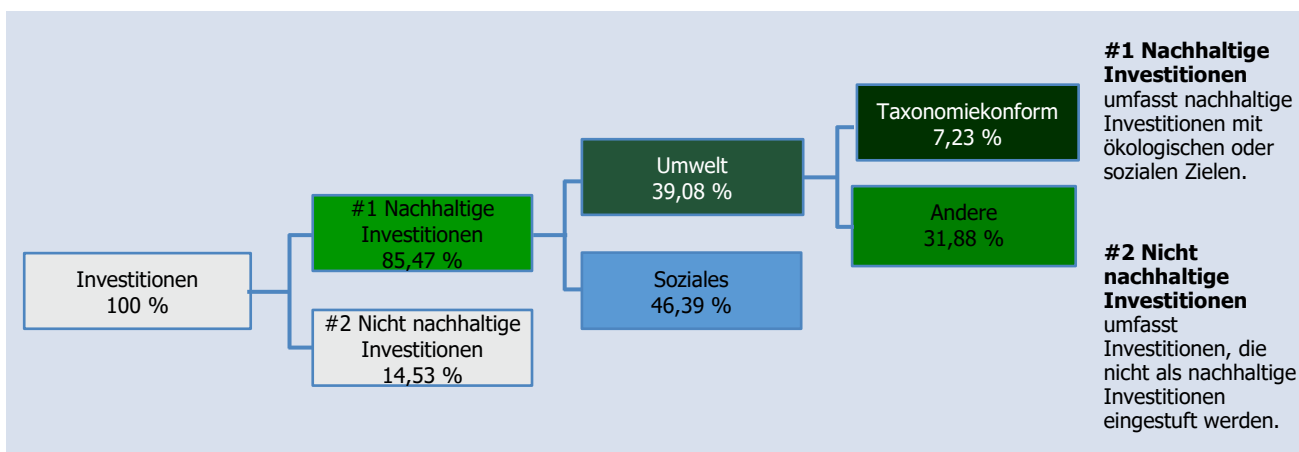 Investitionen
100 %
#1 Nachhaltige
Investitionen
85,47 %
#2 Nicht nachhaltige
Investitionen
14,53 %
Umwelt
39,08 %
Soziales
46,39 %
Taxonomiekonform
7,23 %
Andere
31,88 %
#1 Nachhaltige
Investitionen
umfasst nachhaltige
Investitionen mit
ökologischen oder
sozialen Zielen.
#2 Nicht
nachhaltige
Investitionen
umfasst
Investitionen, die
nicht als nachhaltige
Investitionen
eingestuft werden.